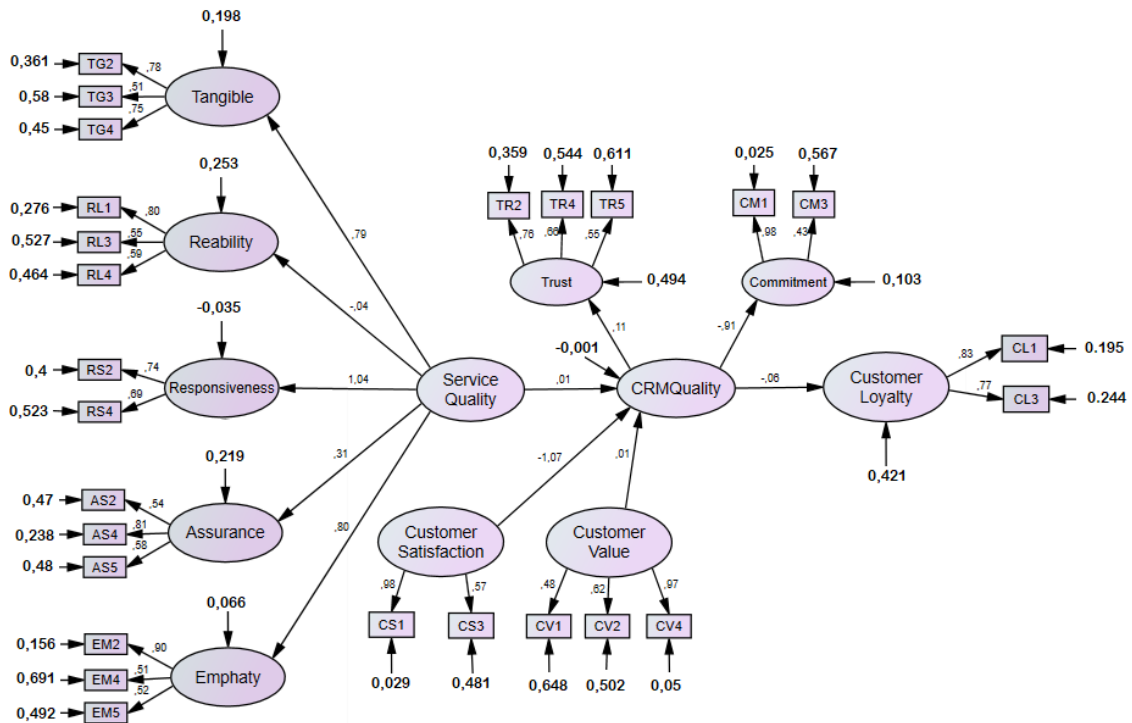 0,198
0,361 TG2 ,78
0,58 TG3 ,51
0,45 TG4 ,75
Tangible
0,253
0,276 RL1 ,80
0,527 RL3 ,55
0,464 RL4 ,59
Reability
-0,035
0,4 RS2 ,74
0,523 RS4 ,69
Responsiveness
0,219
0,47 AS2 ,54
0,238 AS4 ,81
0,48 AS5 ,58
Assurance
0,066
0,156 EM2 ,90
0,691 EM4 ,51
0,492 EM5 ,52
Emphaty
,79
-,04
1,04
,31
,80
Service
Quality
,01
0,359 0,544 0,611
TR2 TR4 TR5
,76 ,66 ,55
Trust
0,494
,11
0,025 0,567
CM1 CM3
,98 ,43
Commitment
0,103
-,91
-0,001
CRMQuality
-,06
Customer
Loyalty
0,421
,83 CL1 0.195
,77 CL3 0.244
-1,07
,01
Customer
Satisfaction
,98 ,57
CS1 CS3
0,029 0,481
Customer
Value
,48 ,62 ,97
CV1 CV2 CV4
0,648 0,502 0,05